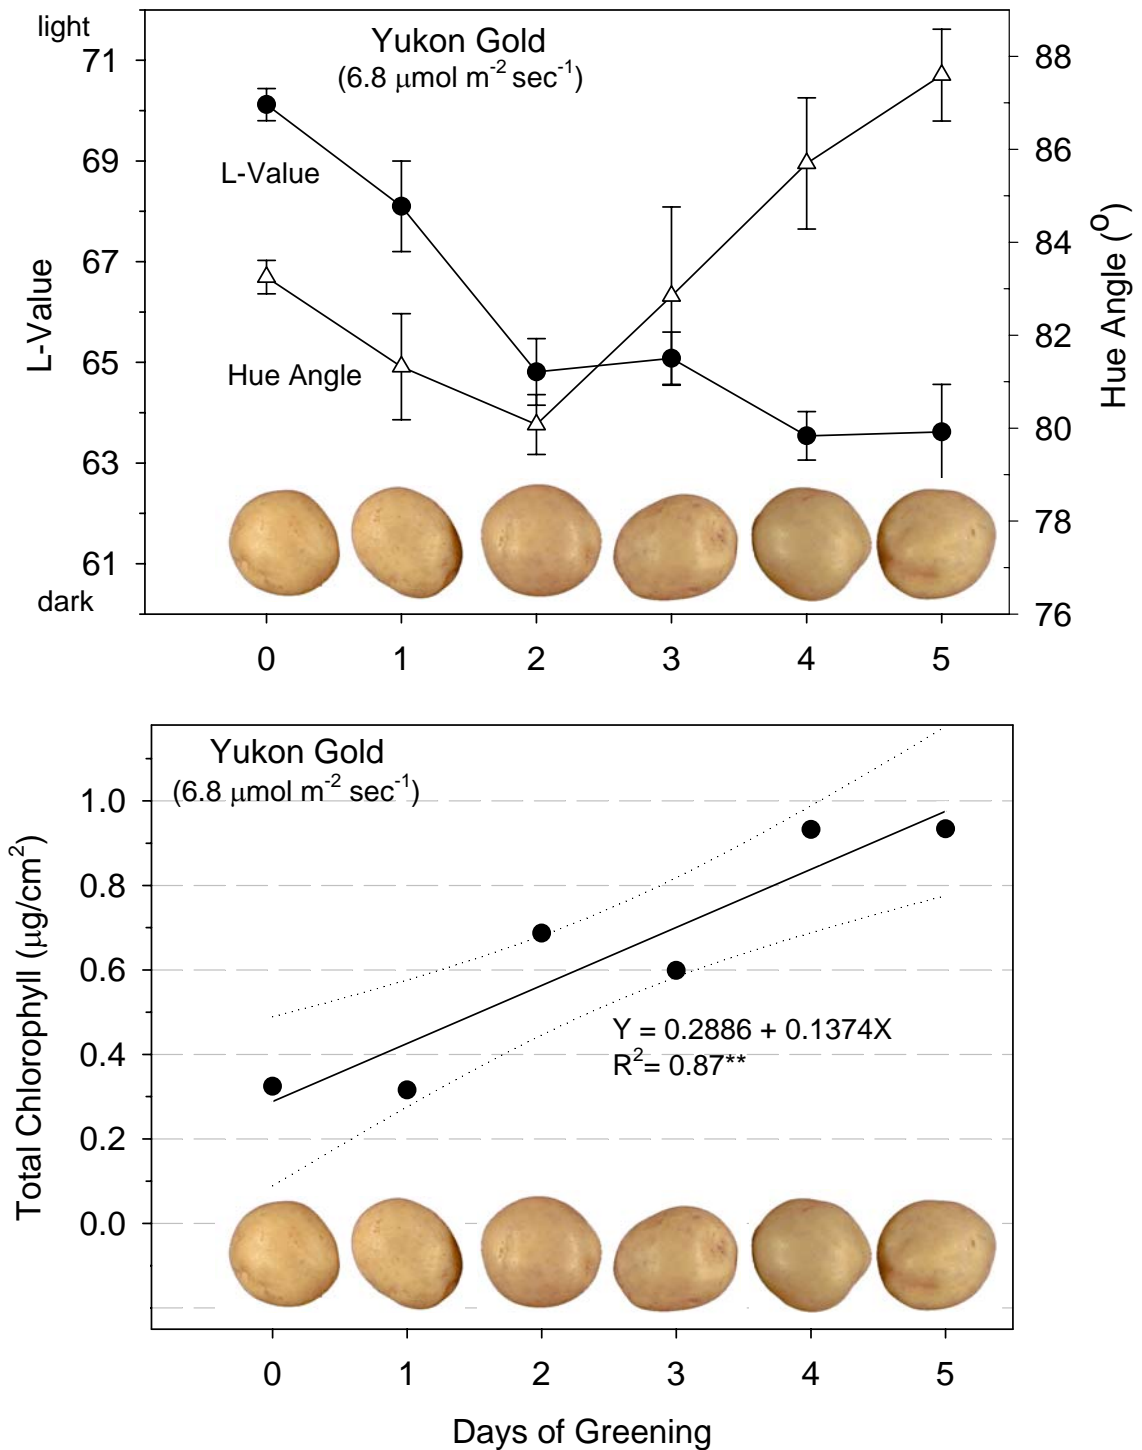 light
Yukon Gold
(6.8 μmol m⁻² sec⁻¹)
71
69
67
65
63
61
dark
L-Value
L-Value
Hue Angle
88
86
84
82
80
78
76
Hue Angle (º)
0 1 2 3 4 5
Yukon Gold
(6.8 μmol m⁻² sec⁻¹)
1.0
0.8
0.6
0.4
0.2
0.0
Total Chlorophyll (μg/cm²)
Y = 0.2886 + 0.1374X
R²= 0.87**
0 1 2 3 4 5
Days of Greening